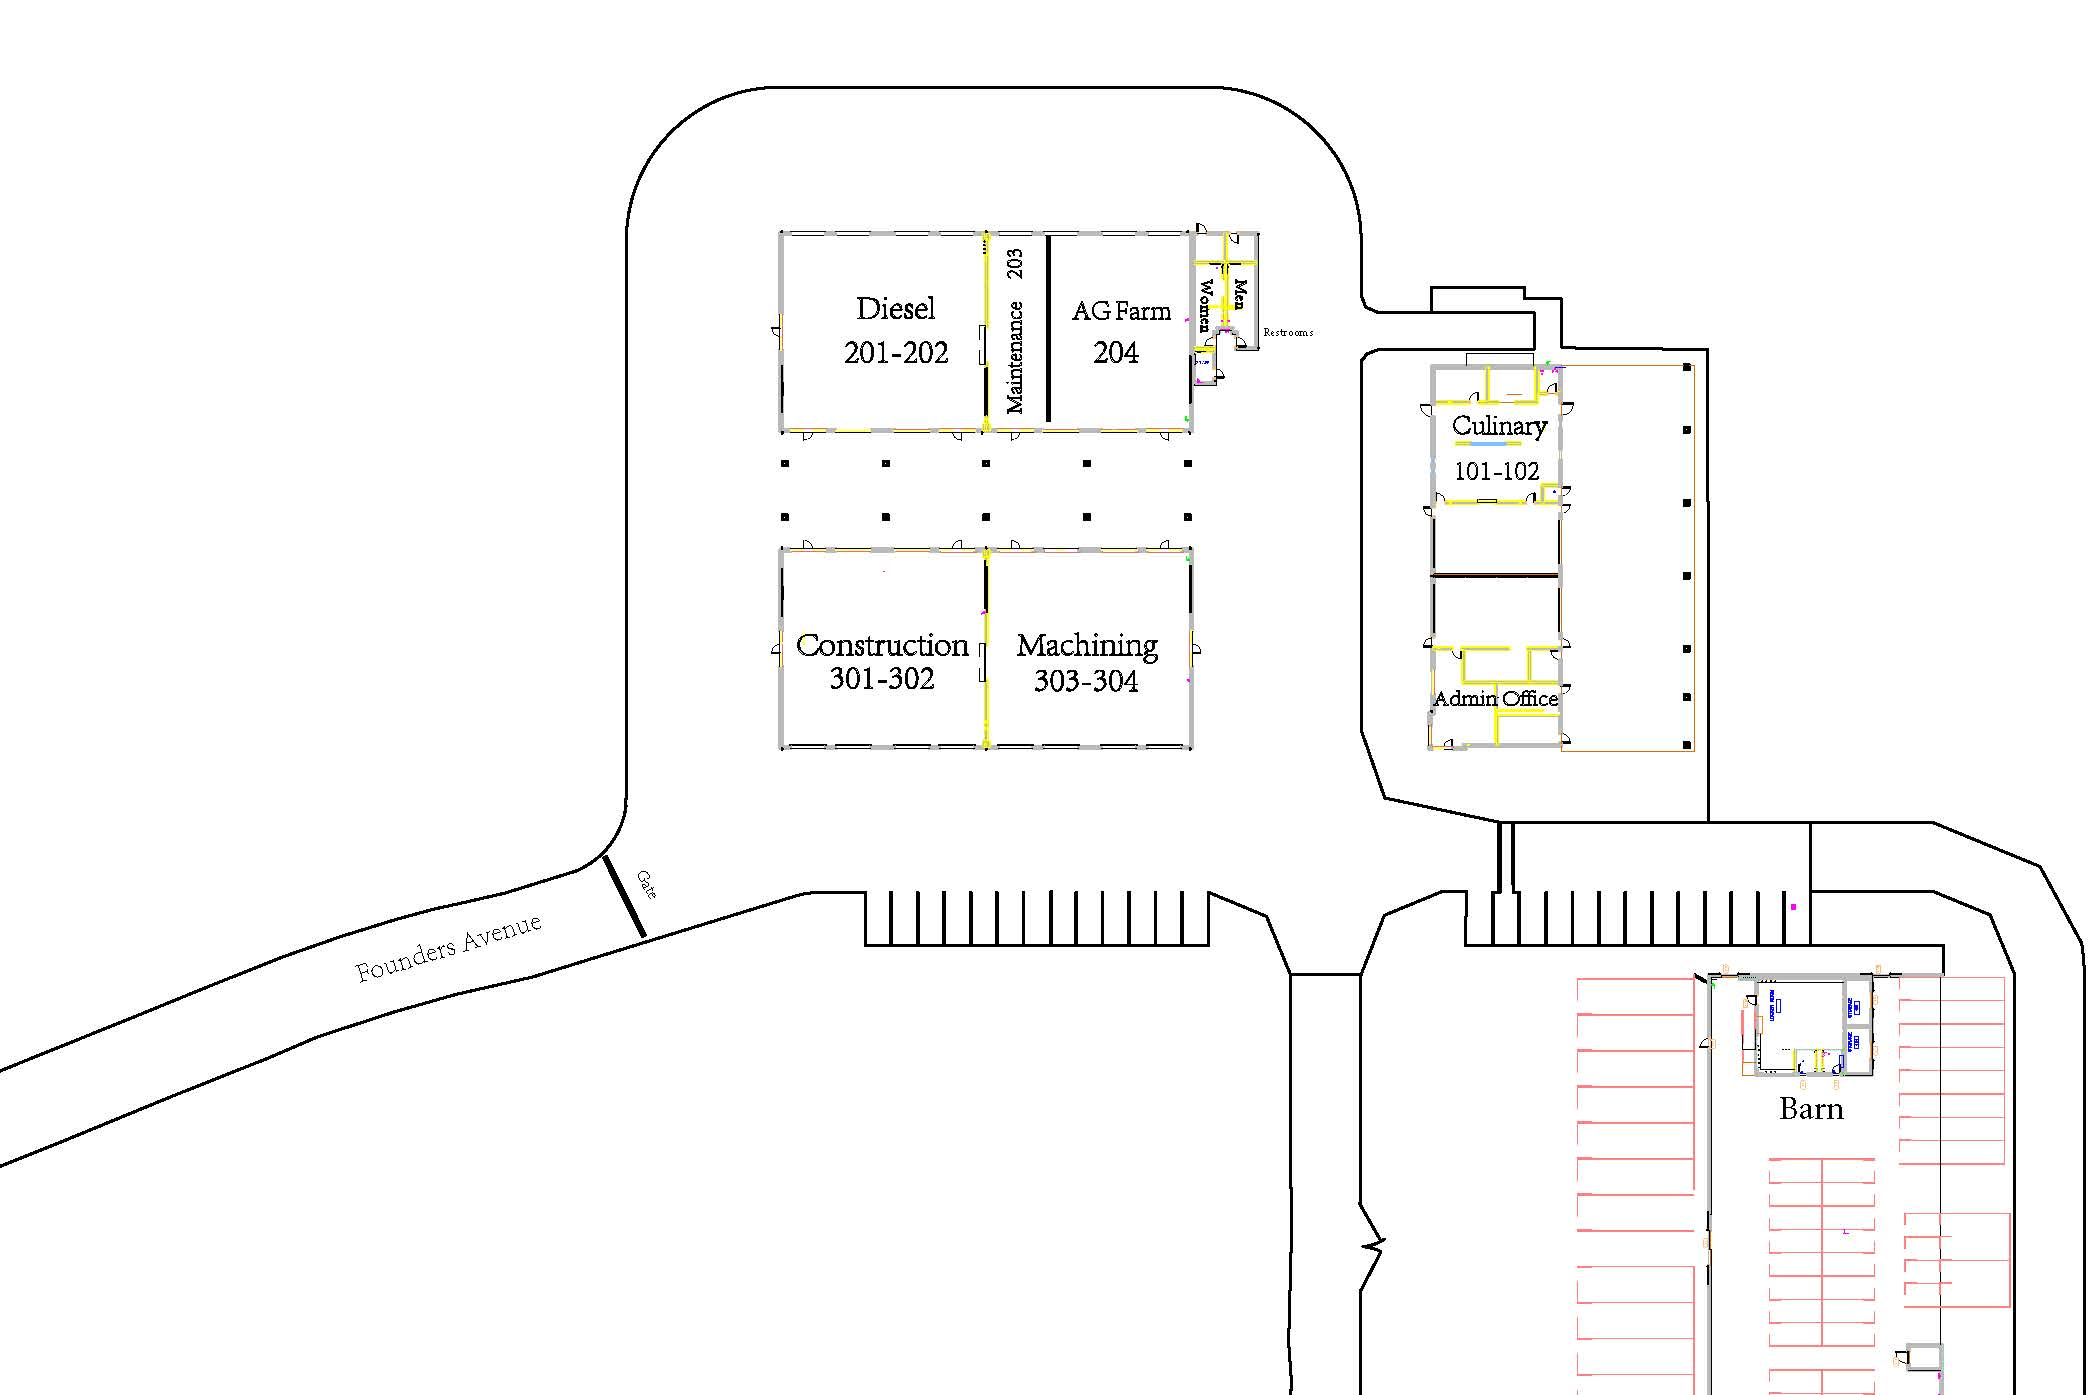 Diesel
201-202
Maintenance 203
AG Farm
204
Women
Men
Restrooms
Culinary
101-102
Construction
301-302
Machining
303-304
Admin Office
Gate
Founders Avenue
Barn